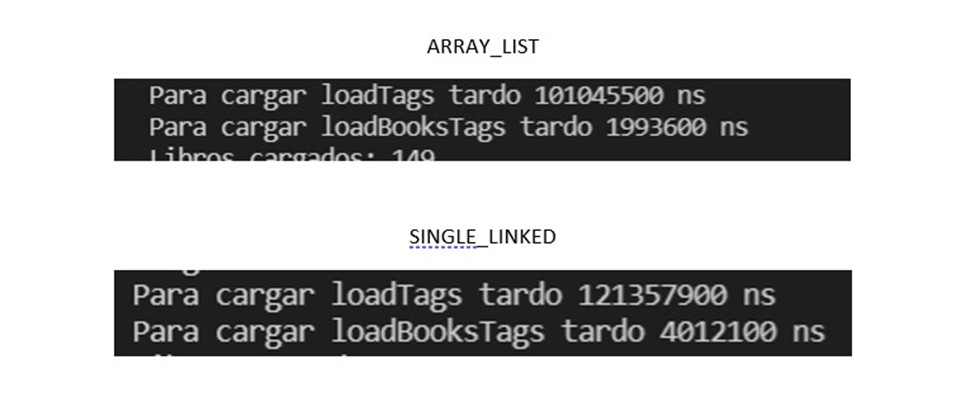 ARRAY_LIST
Para cargar loadTags tardo 101045500 ns
Para cargar loadBooksTags tardo 1993600 ns
Libros cargados: 149
SINGLE_LINKED
Para cargar loadTags tardo 121357900 ns
Para cargar loadBooksTags tardo 4012100 ns